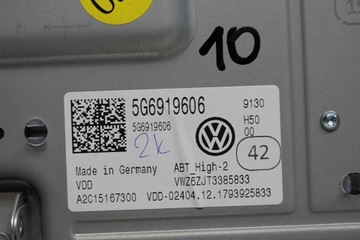 10
5G6919606
9130
5G6919606
H50
00
2k
42
Made in Germany
ABT_High-2
VDD
VWZ6ZJT3385833
A2C15167300
VDD-02404.12.1793925833